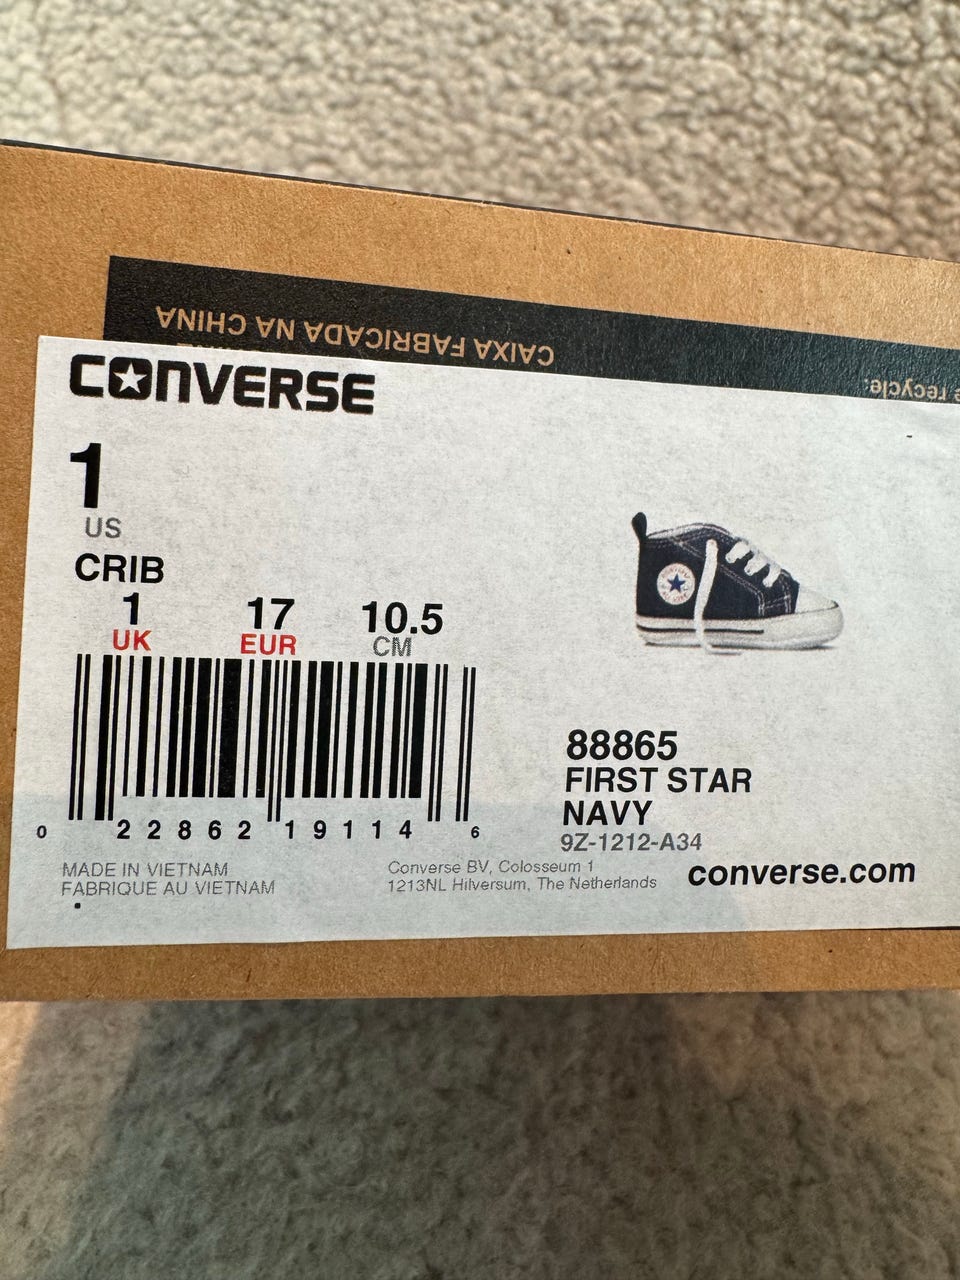 CAIXA FABRICADA NA CHINA
recycle.
CONVERSE
1
US
CRIB
1 17 10.5
UK EUR CM
0 22862 19114 6
MADE IN VIETNAM
FABRIQUE AU VIETNAM
Converse BV, Colosseum 1
1213NL Hilversum, The Netherlands
88865
FIRST STAR
NAVY
9Z-1212-A34
converse.com